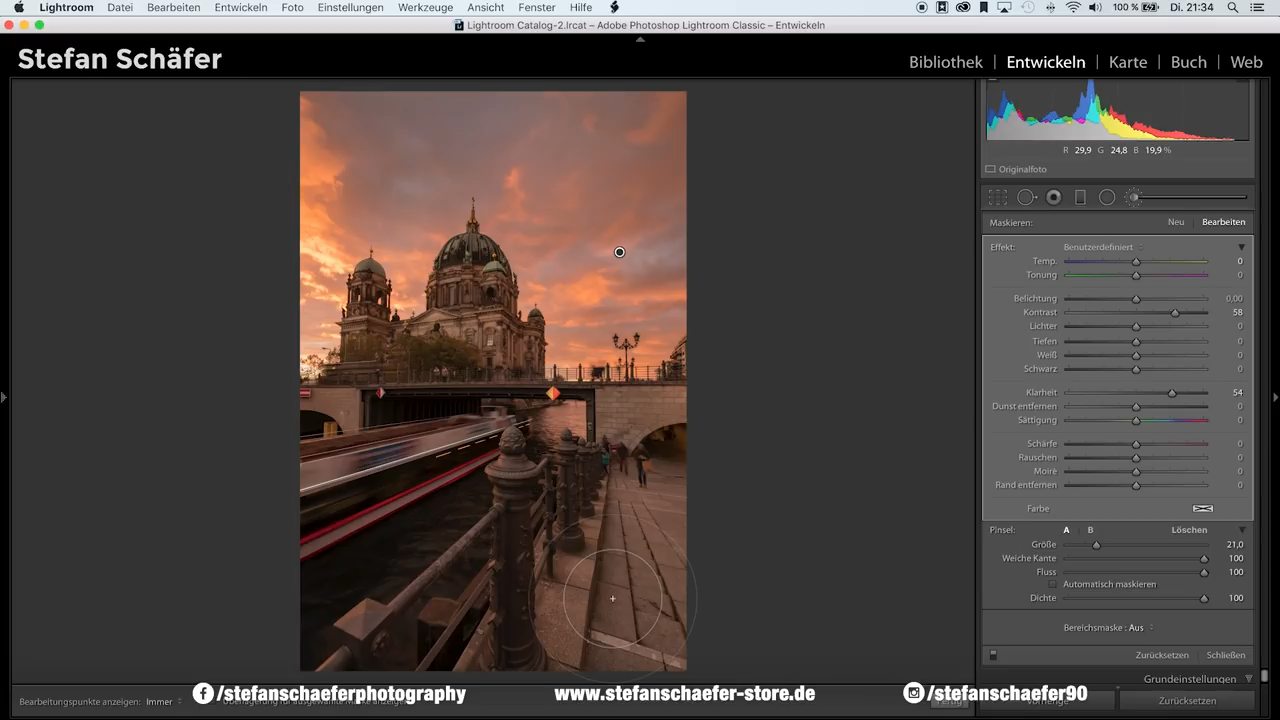 Lightroom Datei Bearbeiten Entwickeln Foto Einstellungen Werkzeuge Ansicht Fenster Hilfe 100 % Di. 21:34
Lightroom Catalog-2.lrcat – Adobe Photoshop Lightroom Classic – Entwickeln
Stefan Schäfer
Bibliothek | Entwickeln | Karte | Buch | Web
R 29,9 G 24,8 B 19,9 %
Originalfoto
Maskieren: Neu Bearbeiten
Effekt: Benutzerdefiniert
Temp. 0
Tonung 0
Belichtung 0,00
Kontrast 58
Lichter 0
Tiefen 0
Weiß 0
Schwarz 0
Klarheit 54
Dunst entfernen 0
Sättigung 0
Schärfe 0
Rauschen 0
Moire 0
Rand entfernen 0
Farbe
Pinsel: A B Löschen
Größe 21,0
Weiche Kante 100
Fluss 100
Automatisch maskieren
Dichte 100
Bereichsmaske: Aus
Zurücksetzen Schließen
Grundeinstellungen
/stefanschaeferphotography www.stefanschaefer-store.de /stefanschaefer90
Bearbeitungspunkte anzeigen: Immer
Vorherige Zurücksetzen